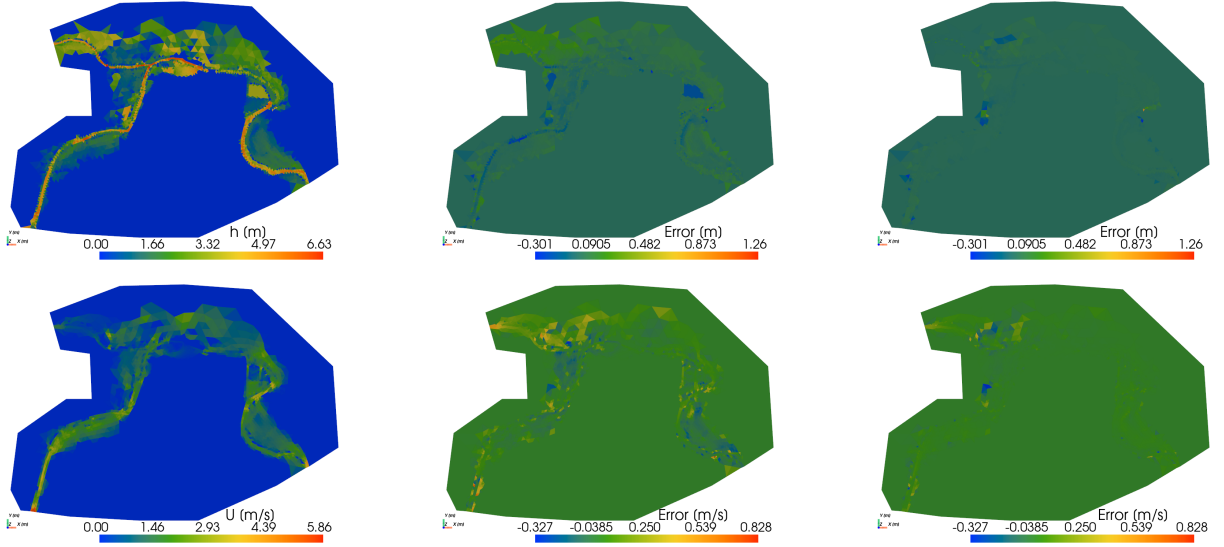 h (m)
0.00 1.66 3.32 4.97 6.63
Error (m)
-0.301 0.0905 0.482 0.873 1.26
Error (m)
-0.301 0.0905 0.482 0.873 1.26
U (m/s)
0.00 1.46 2.93 4.39 5.86
Error (m/s)
-0.327 -0.0385 0.250 0.539 0.828
Error (m/s)
-0.327 -0.0385 0.250 0.539 0.828